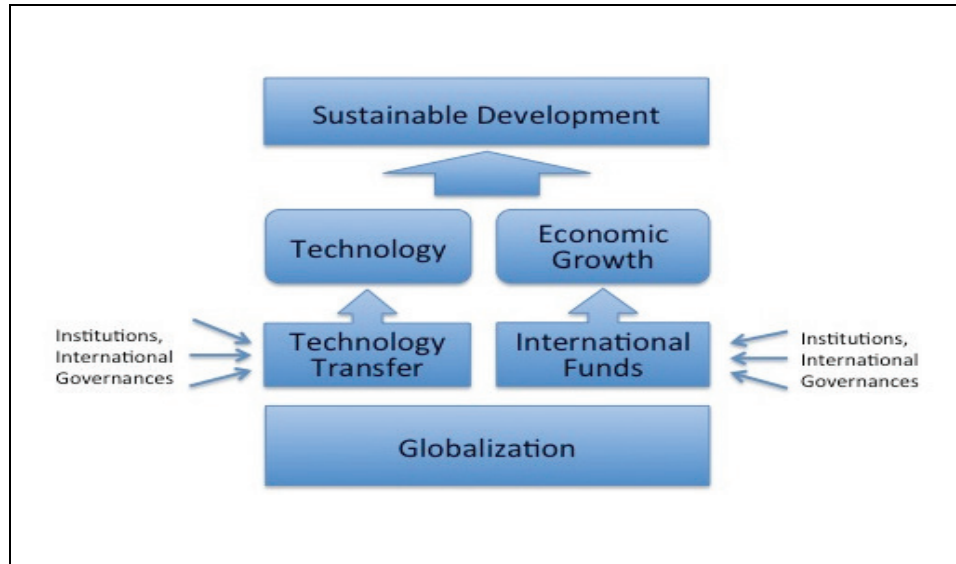 Sustainable Development
Technology
Economic
Growth
Institutions,
International
Governances
Technology
Transfer
International
Funds
Institutions,
International
Governances
Globalization